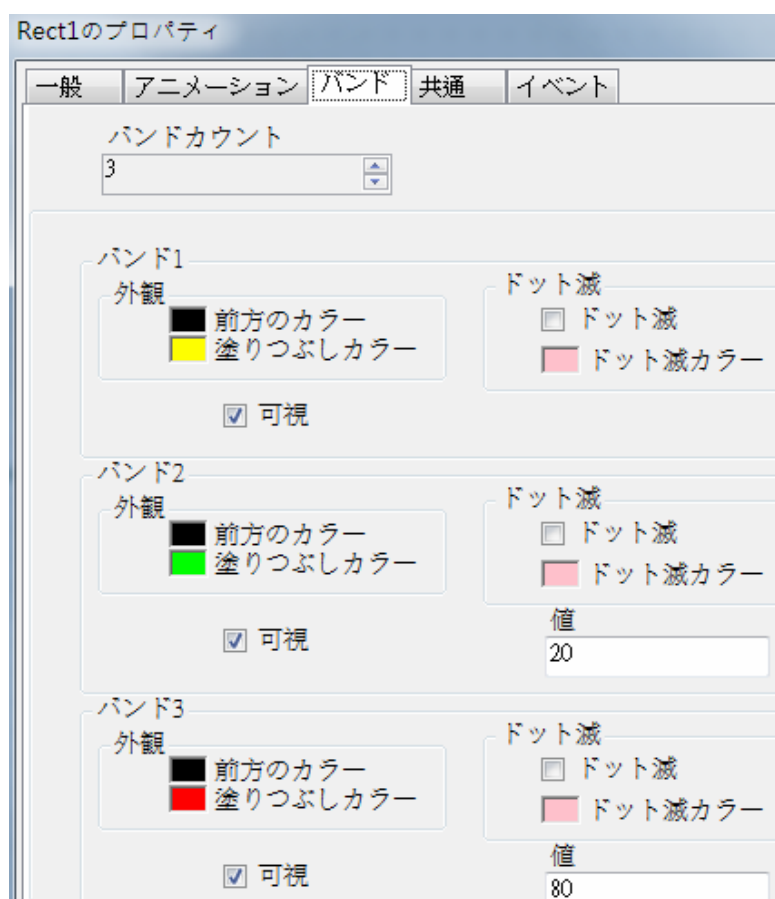 Rect1のプロパティ
一般 アニメーション バンド 共通 イベント
バンドカウント
3
バンド1
外観
前方のカラー
塗りつぶしカラー
可視
ドット滅
ドット滅
ドット滅カラー
バンド2
外観
前方のカラー
塗りつぶしカラー
可視
ドット滅
ドット滅
ドット滅カラー
値
20
バンド3
外観
前方のカラー
塗りつぶしカラー
可視
ドット滅
ドット滅
ドット滅カラー
値
80